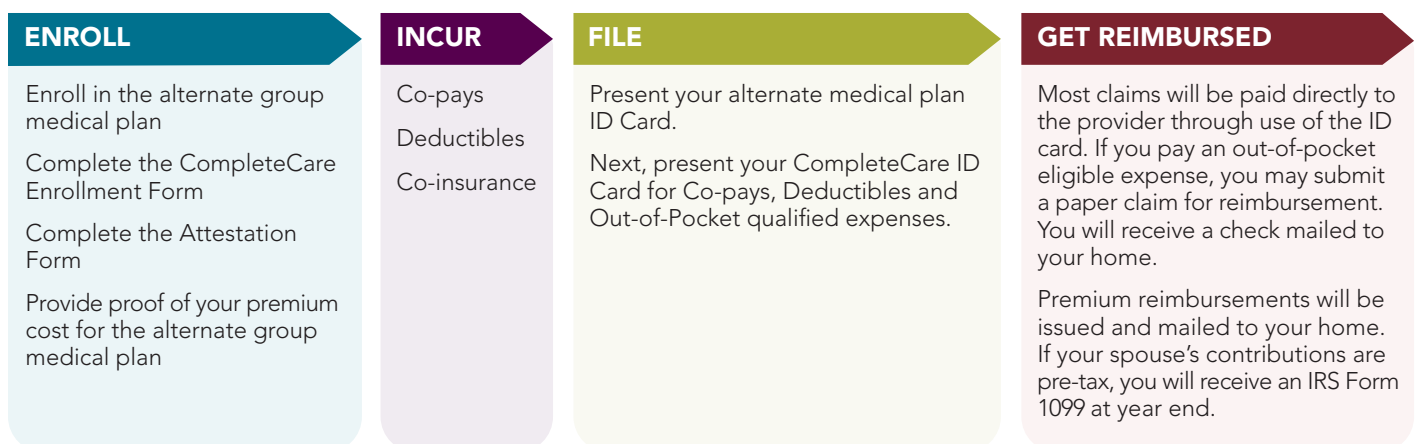 ENROLL
Enroll in the alternate group
medical plan
Complete the CompleteCare
Enrollment Form
Complete the Attestation
Form
Provide proof of your premium
cost for the alternate group
medical plan
INCUR
Co-pays
Deductibles
Co-insurance
FILE
Present your alternate medical plan
ID Card.
Next, present your CompleteCare ID
Card for Co-pays, Deductibles and
Out-of-Pocket qualified expenses.
GET REIMBURSED
Most claims will be paid directly to
the provider through use of the ID
card. If you pay an out-of-pocket
eligible expense, you may submit
a paper claim for reimbursement.
You will receive a check mailed to
your home.
Premium reimbursements will be
issued and mailed to your home.
If your spouse’s contributions are
pre-tax, you will receive an IRS Form
1099 at year end.